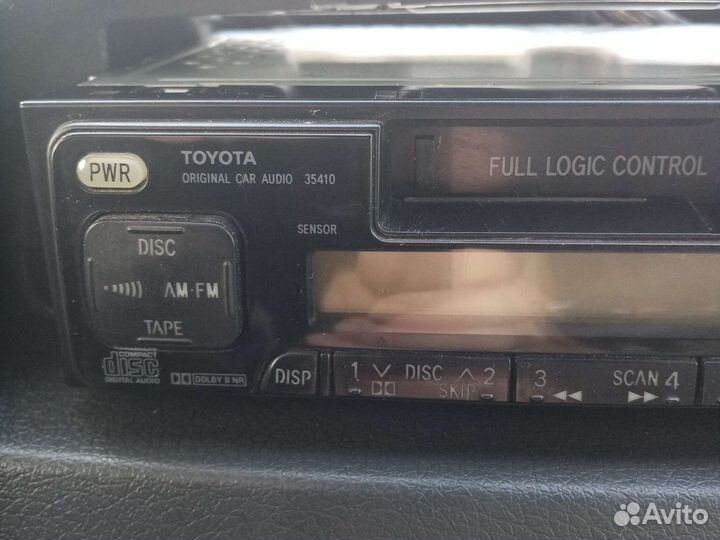 PWR
TOYOTA
ORIGINAL CAR AUDIO 35410
FULL LOGIC CONTROL
SENSOR
DISC
AM·FM
TAPE
COMPACT
disc
DIGITAL AUDIO
DOLBY B NR
DISP
1 DISC 2
SKIP
3 SCAN 4
Avito